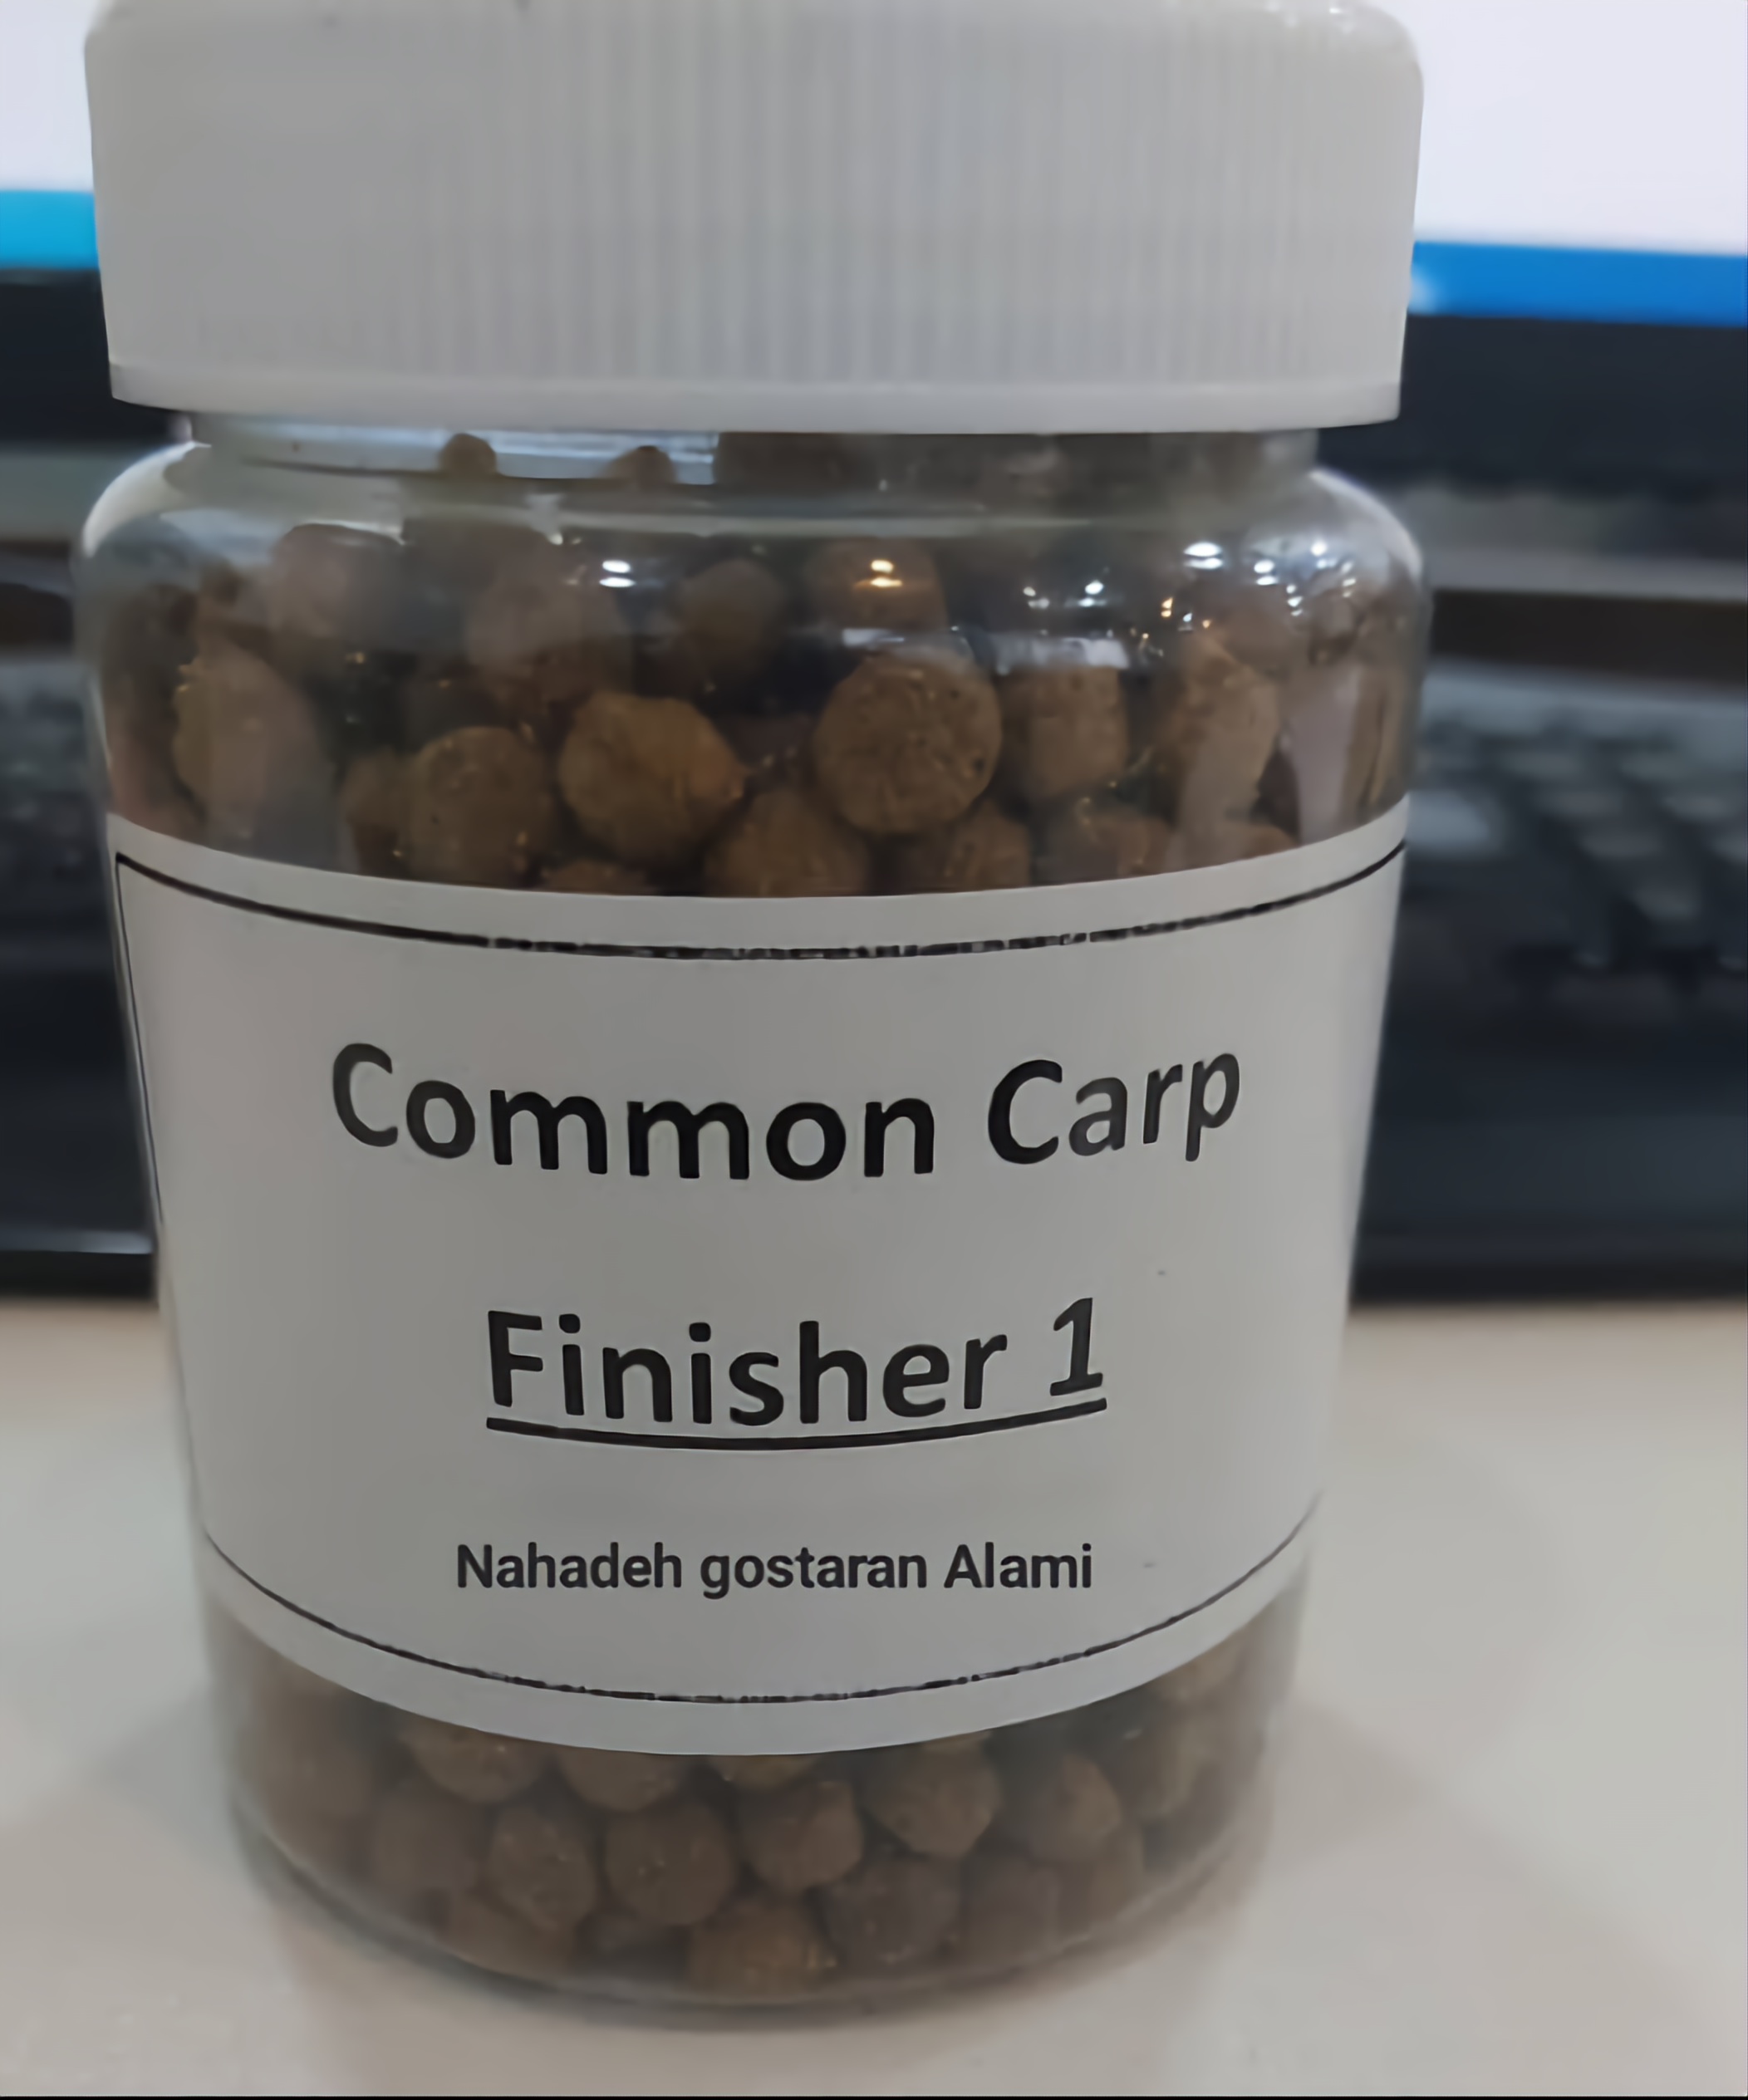 Common Carp
Finisher 1
Nahadeh gostaran Alami